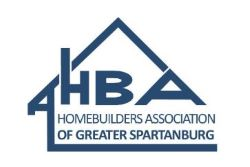 HBA
HOMEBUILDERS ASSOCIATION
OF GREATER SPARTANBURG